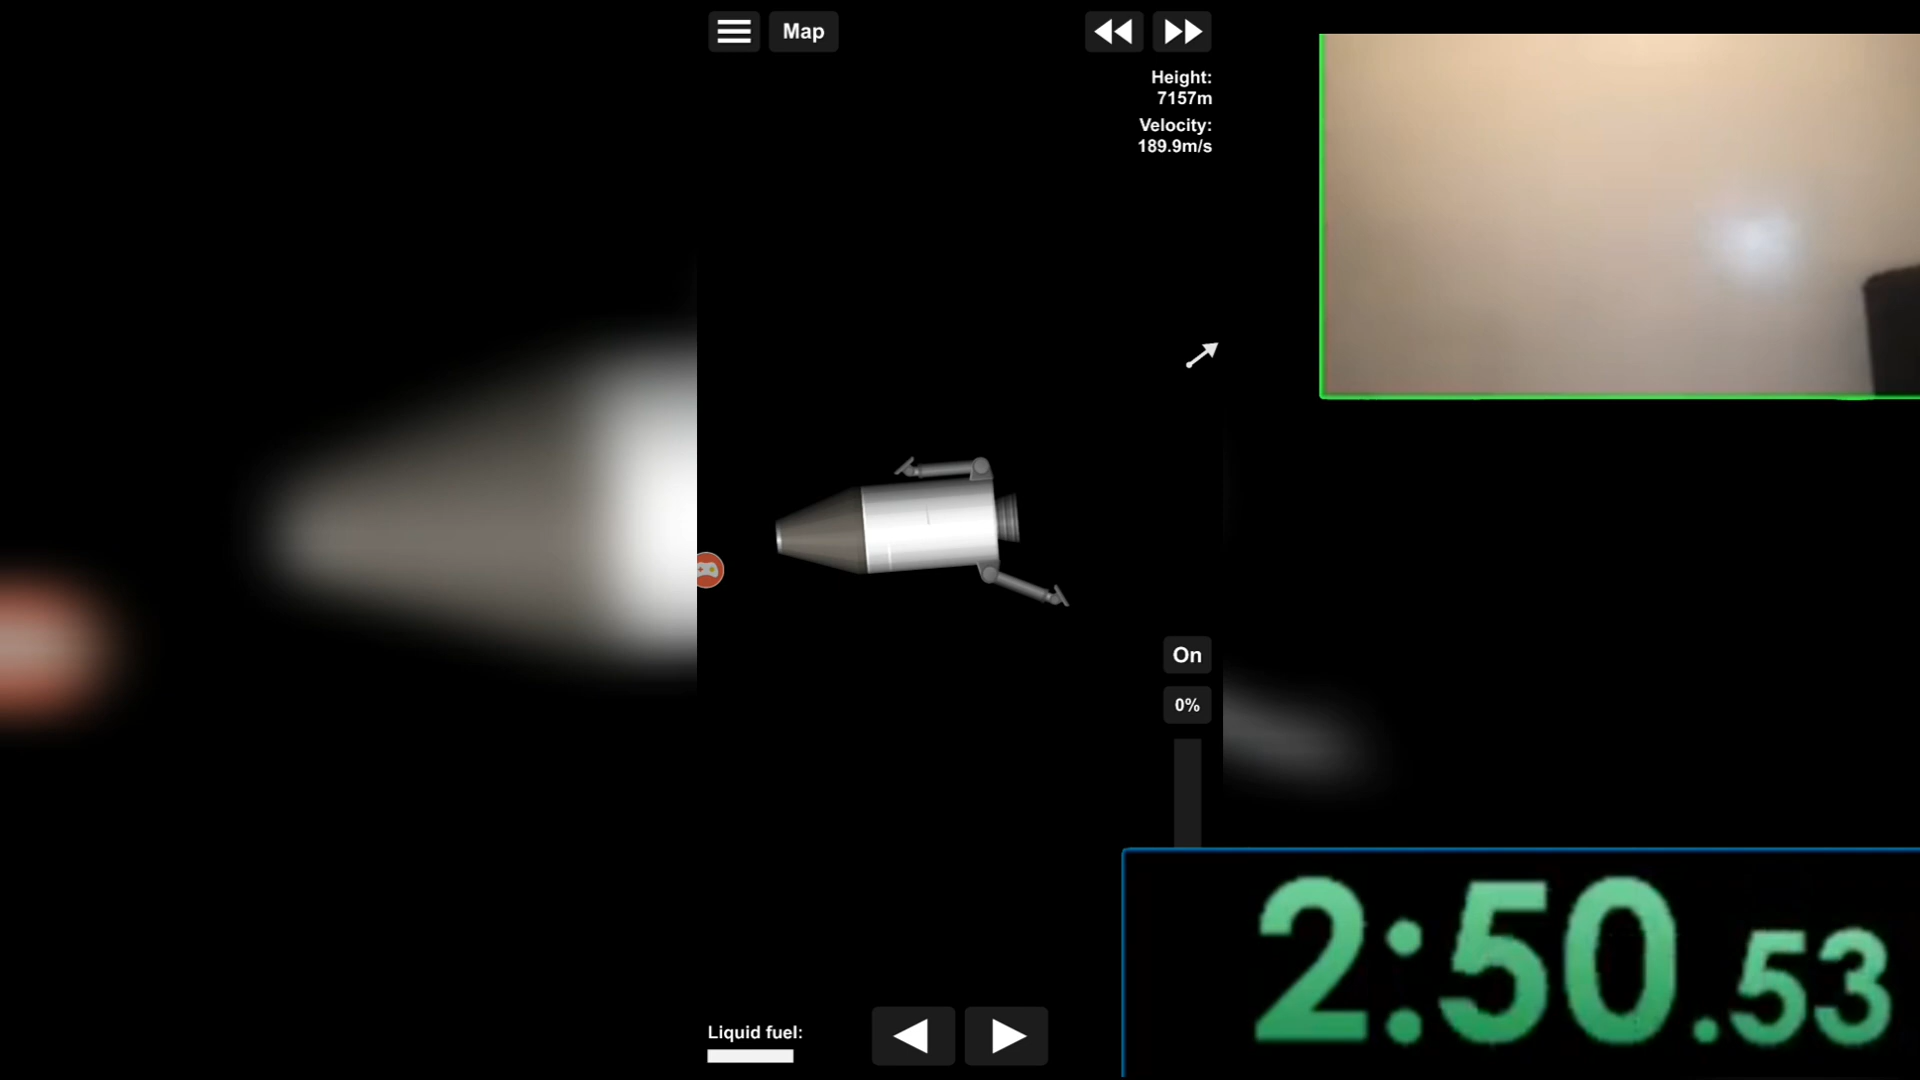 Map
Height:
7157m
Velocity:
189.9m/s
On
0%
2:50.53
Liquid fuel: